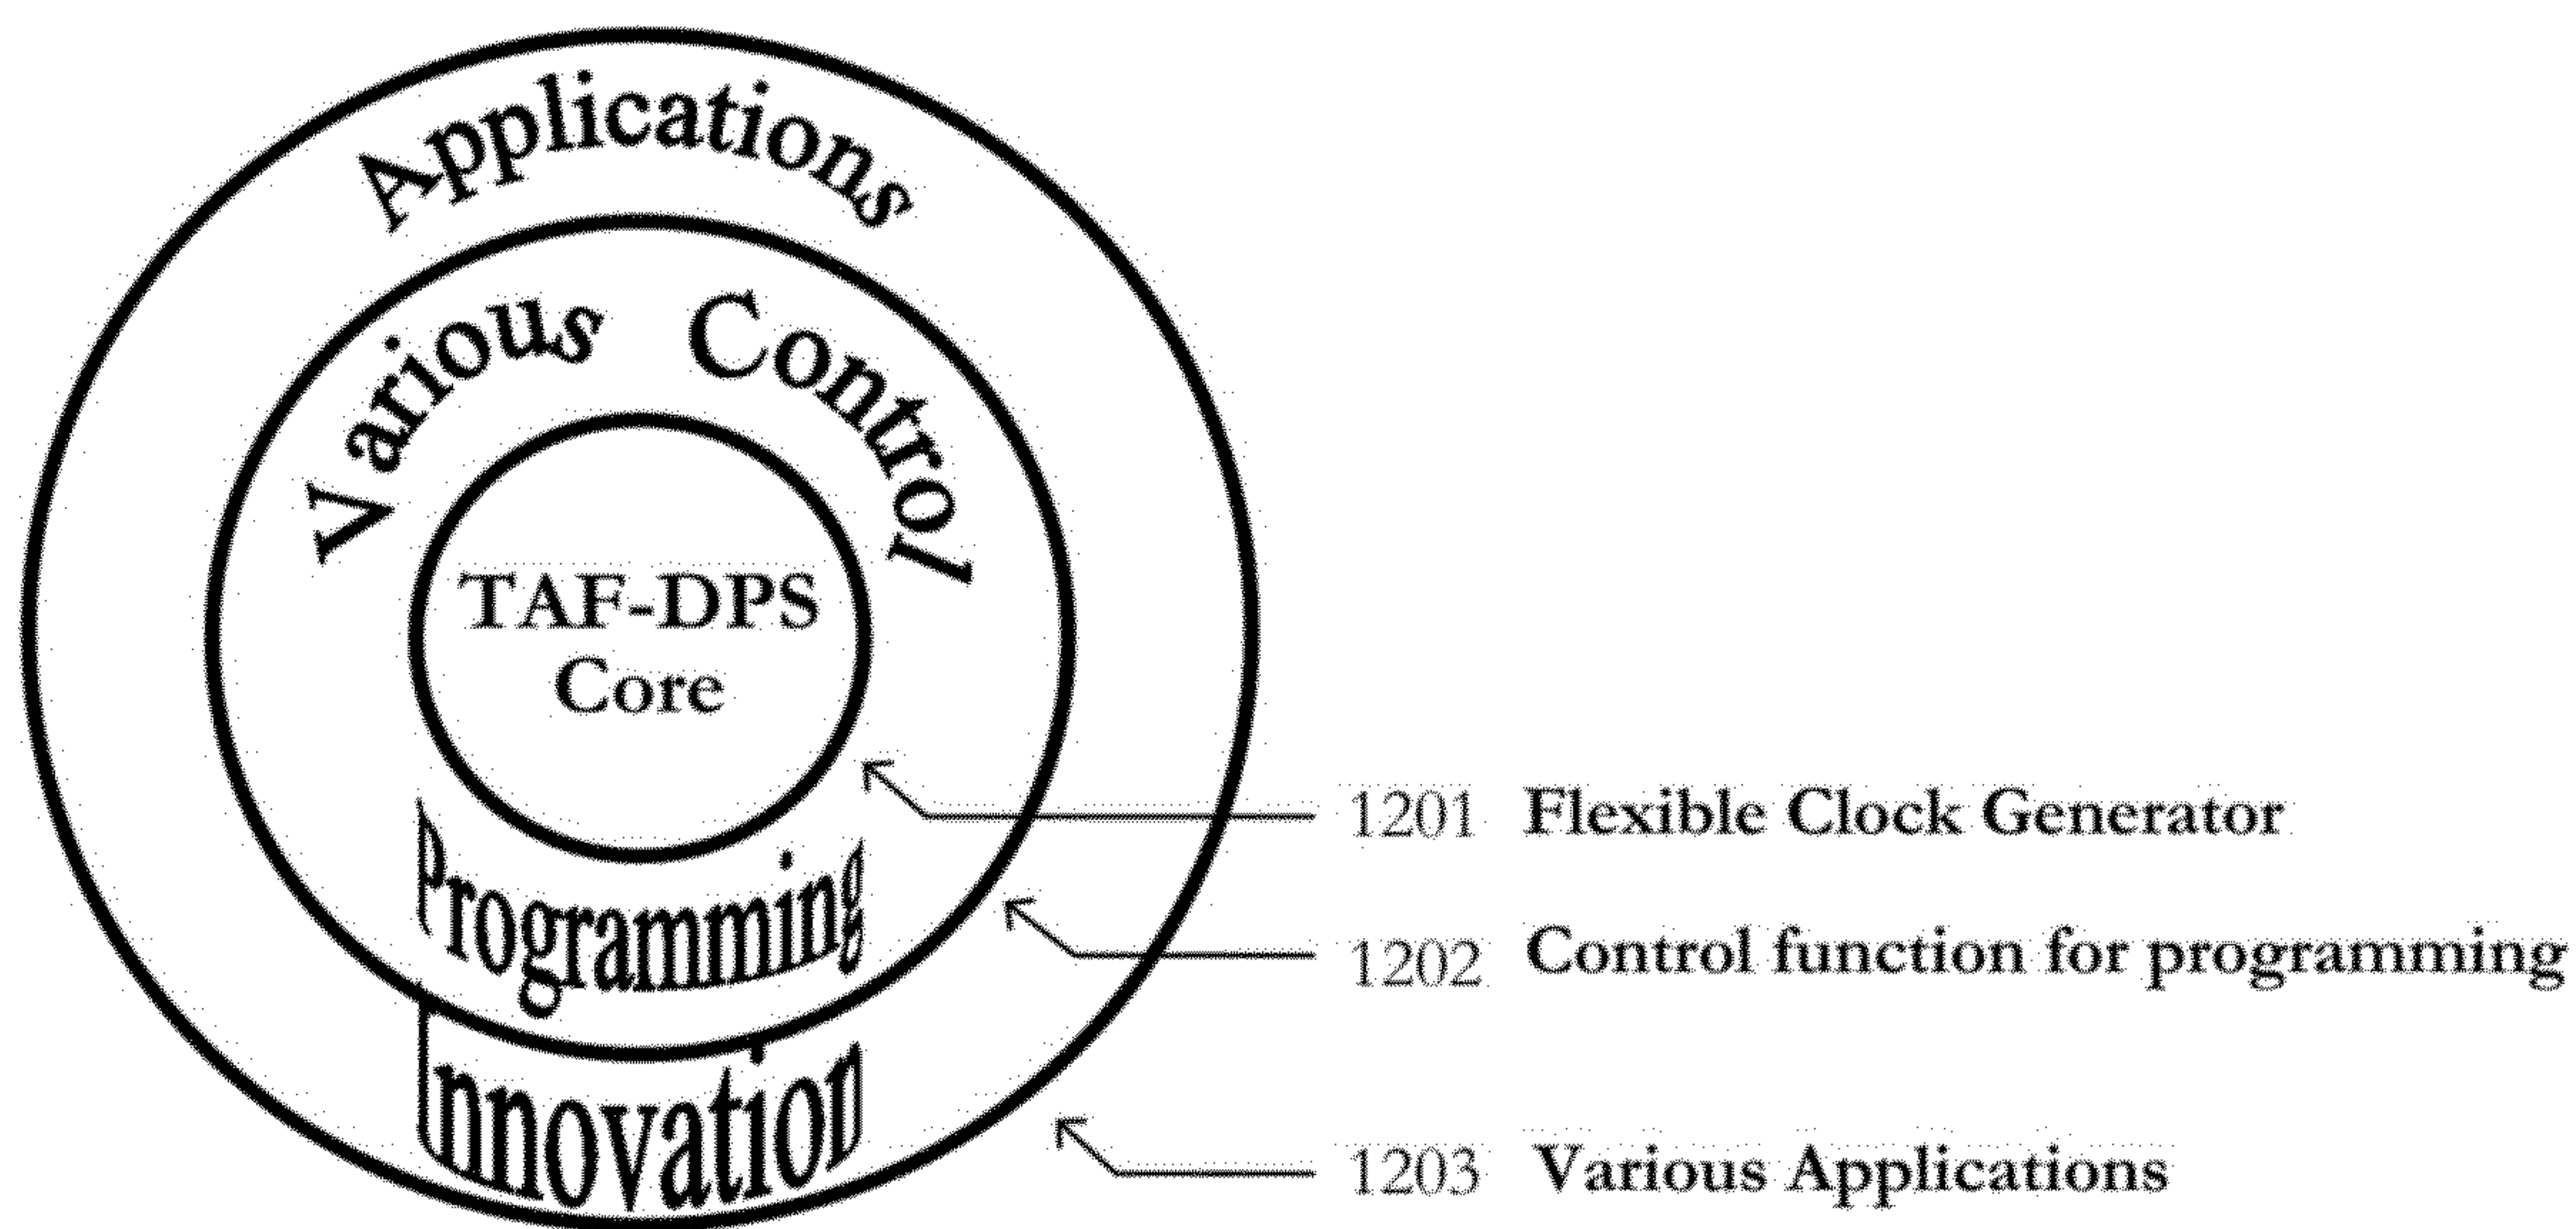 Applications
Various Control
TAF-DPS
Core
Programming
Innovation
1201 Flexible Clock Generator
1202 Control function for programming
1203 Various Applications